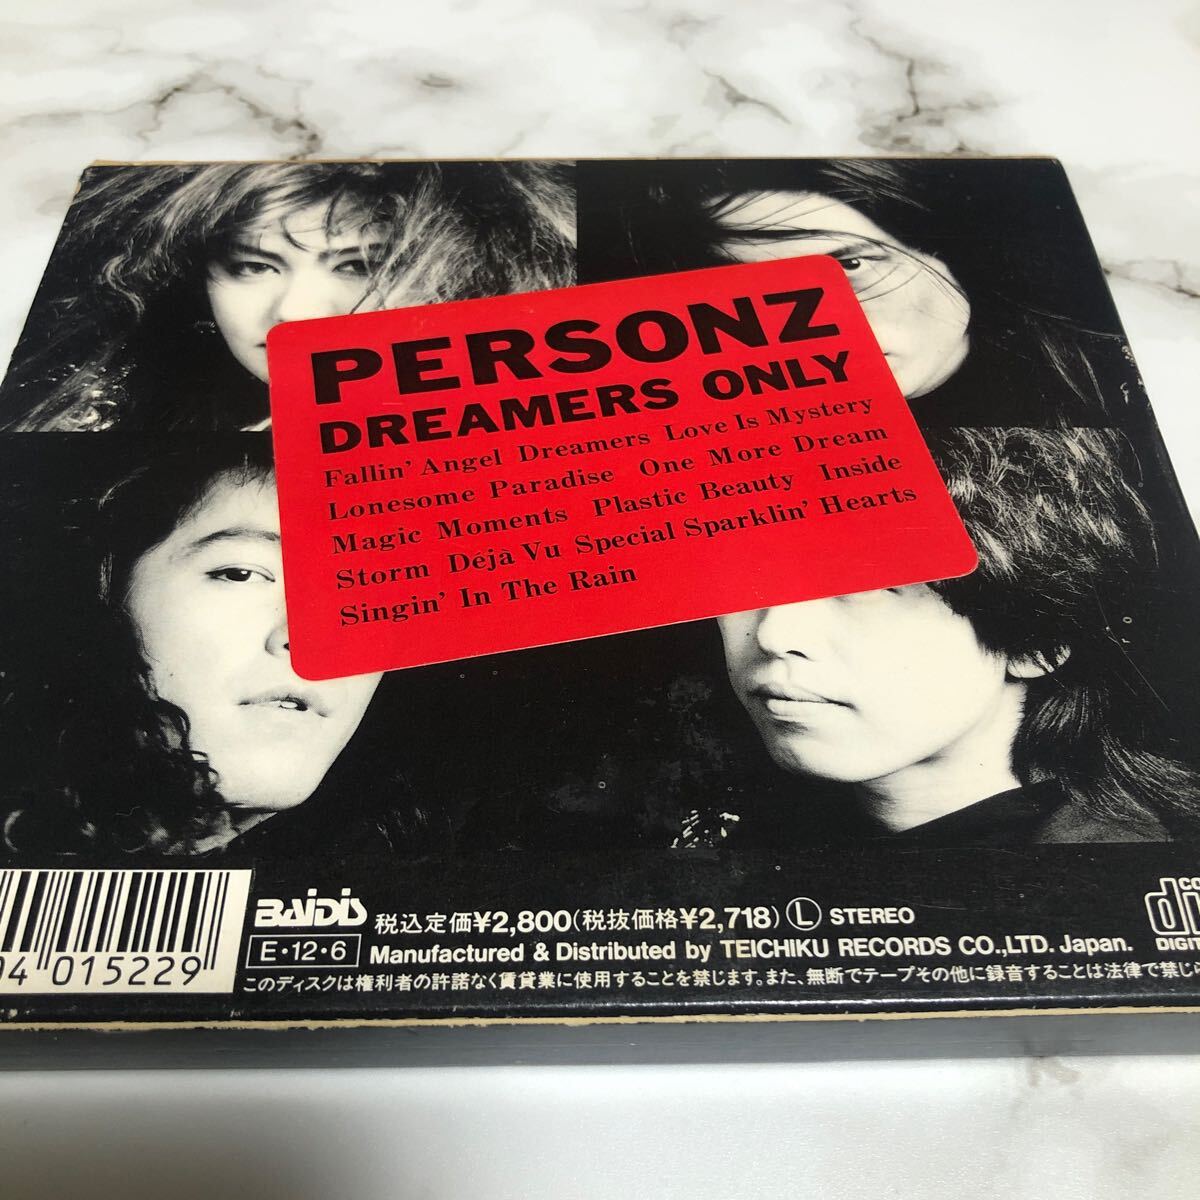 PERSONZ
DREAMERS ONLY
Fallin' Angel Dreamers Love Is Mystery
Lonesome Paradise One More Dream
Magic Moments Plastic Beauty Inside
Storm Déjà Vu Special Sparklin' Hearts
Singin' In The Rain
BAIDIS 税込定価¥2,800(税抜価格¥2,718) Ⓛ STEREO
E・12・6 Manufactured & Distributed by TEICHIKU RECORDS CO.,LTD. Japan.
このディスクは権利者の許諾なく賃貸業に使用することを禁じます。また、無断でテープその他に録音することは法律で禁じ
4 015229